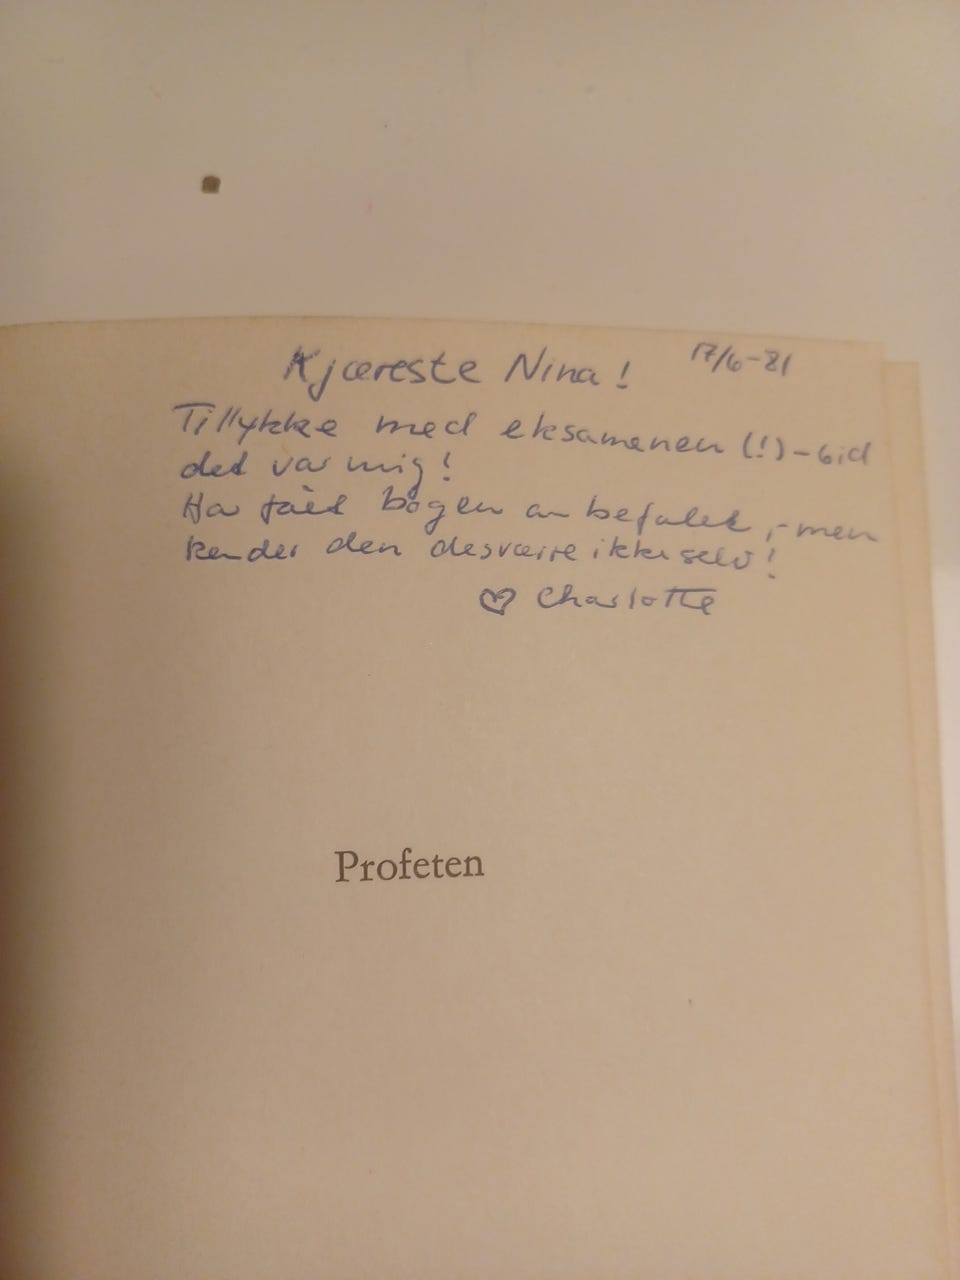 Kjæreste Nina! 17/6-81
Tillykke med eksamenen (!) - Gid
det var mig!
Har fået bogen anbefalet, - men
kender den desværre ikke selv!
♡ Charlotte
Profeten